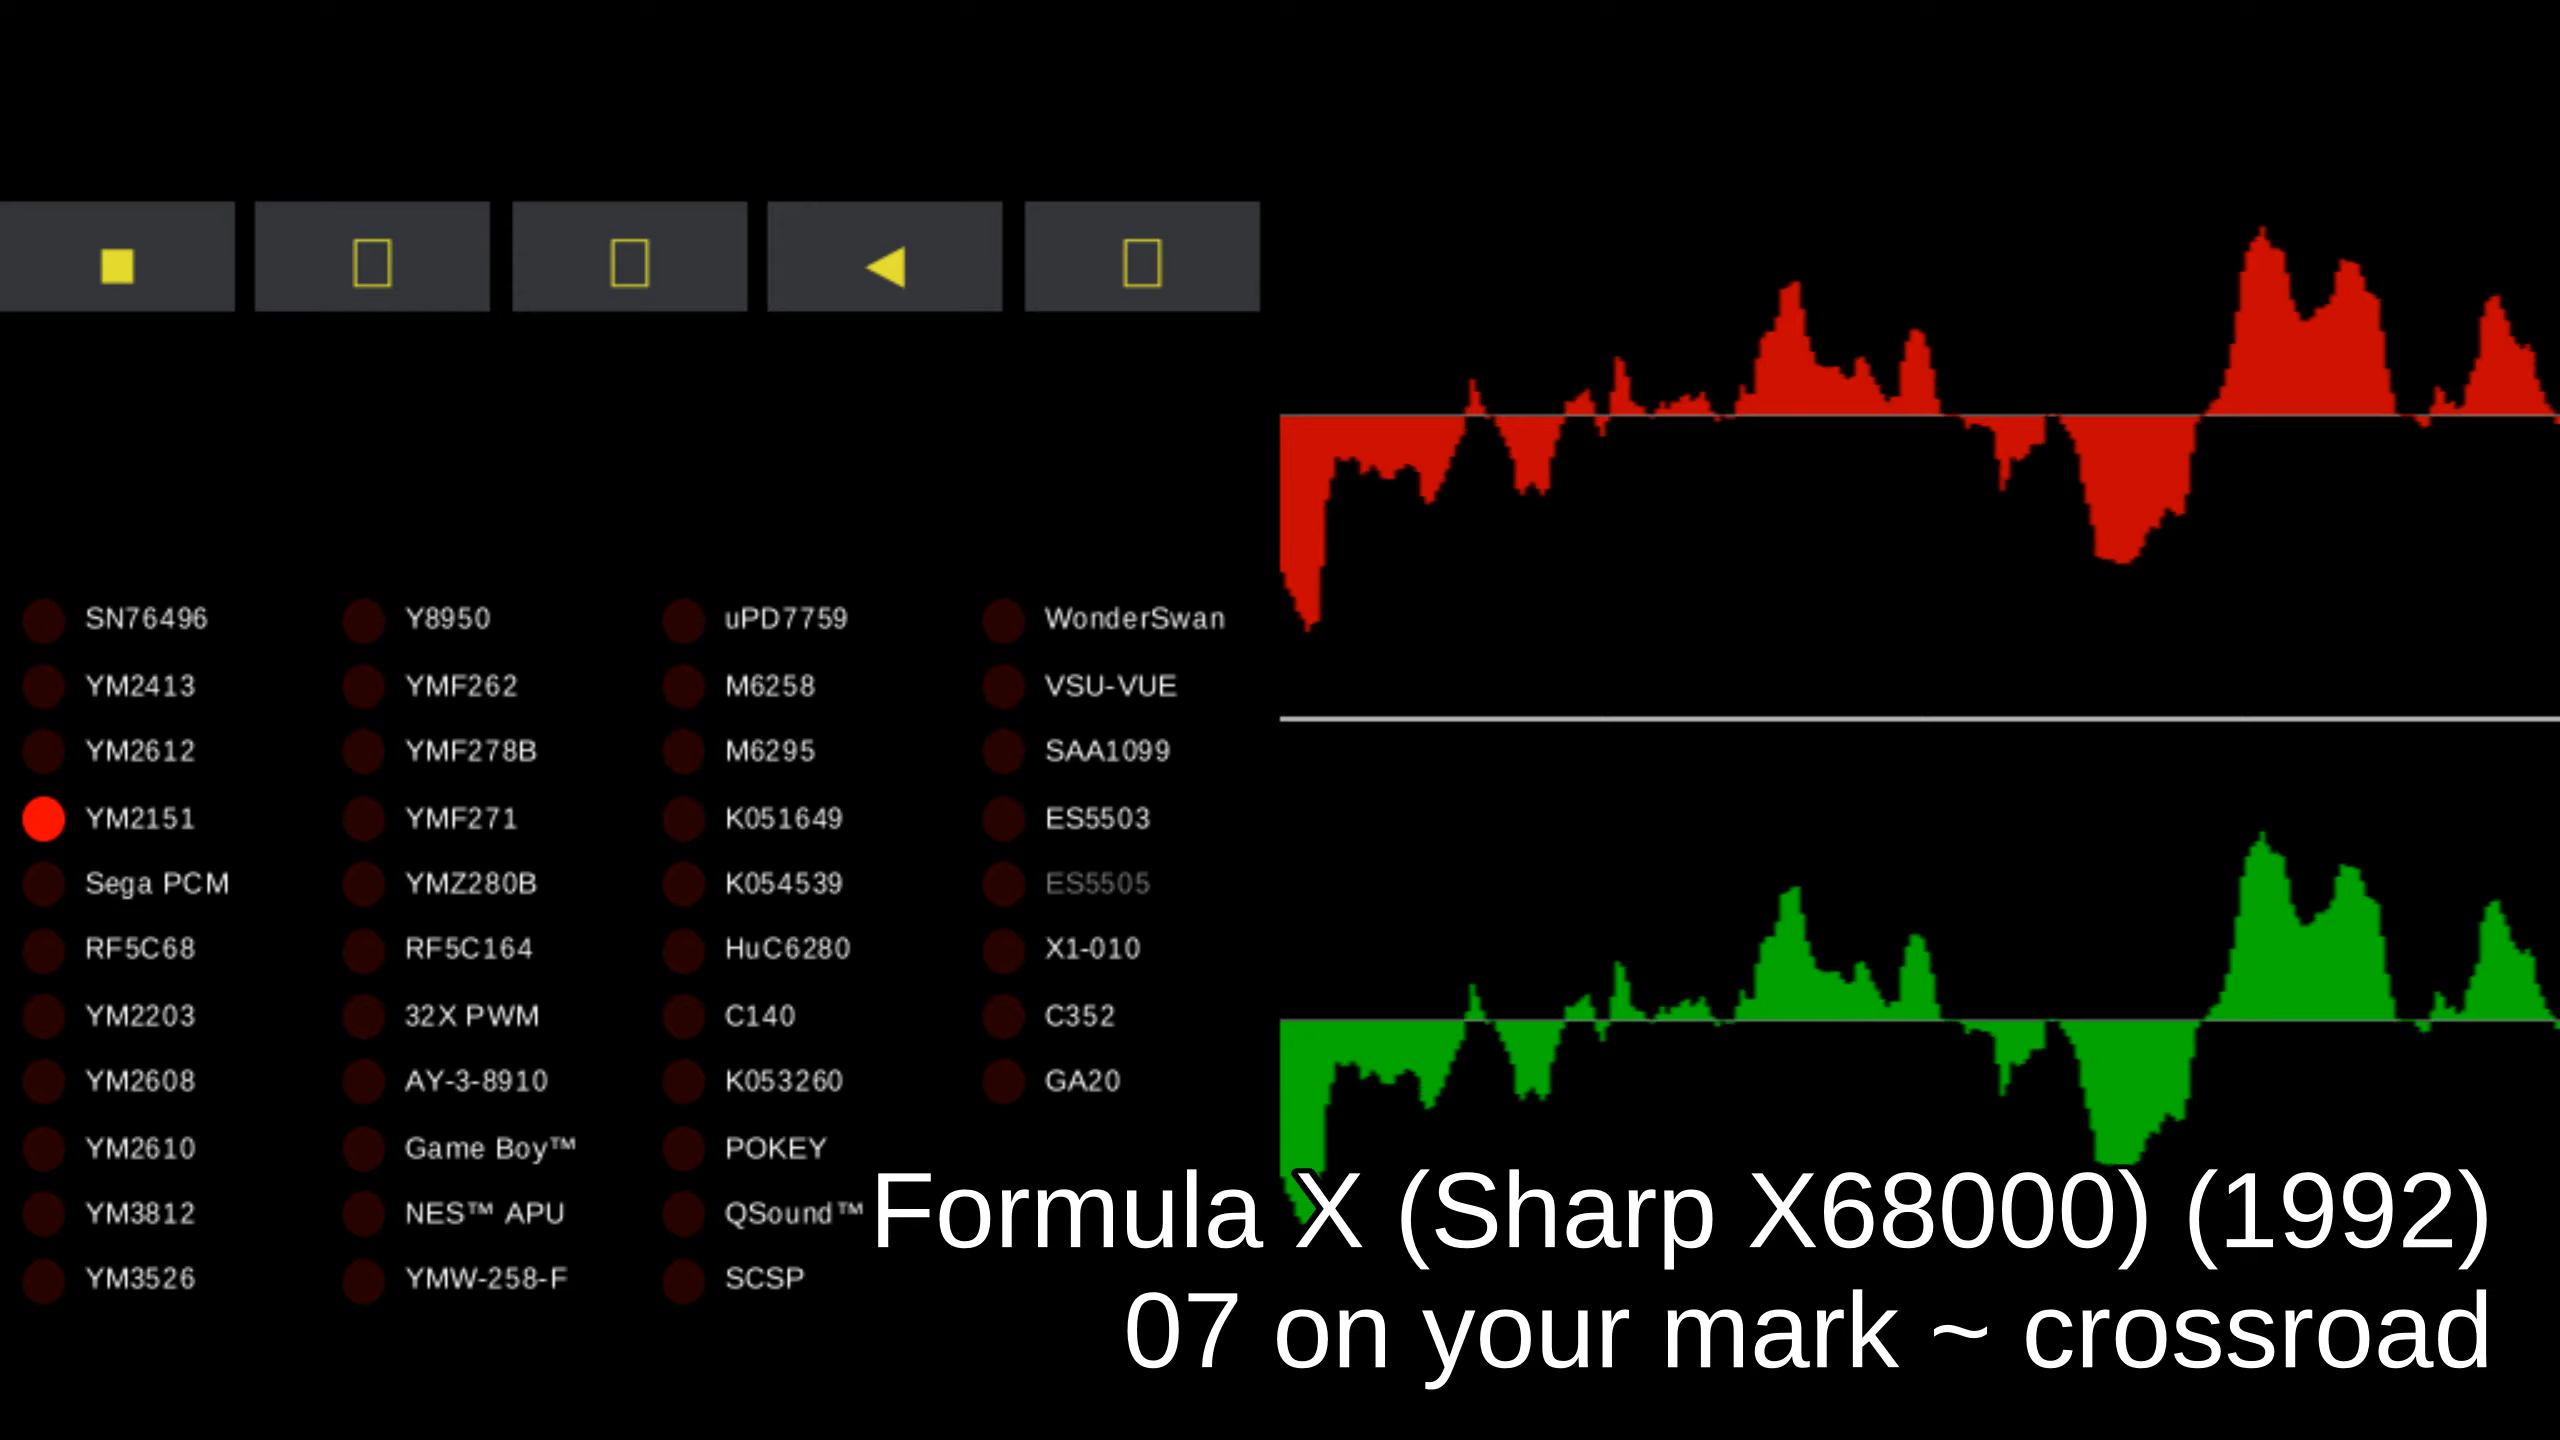 SN76496 Y8950 uPD7759 WonderSwan
YM2413 YMF262 M6258 VSU-VUE
YM2612 YMF278B M6295 SAA1099
YM2151 YMF271 K051649 ES5503
Sega PCM YMZ280B K054539 ES5505
RF5C68 RF5C164 HuC6280 X1-010
YM2203 32X PWM C140 C352
YM2608 AY-3-8910 K053260 GA20
YM2610 Game Boy™ POKEY
YM3812 NES™ APU QSound™
YM3526 YMW-258-F SCSP
Formula X (Sharp X68000) (1992)
07 on your mark ~ crossroad